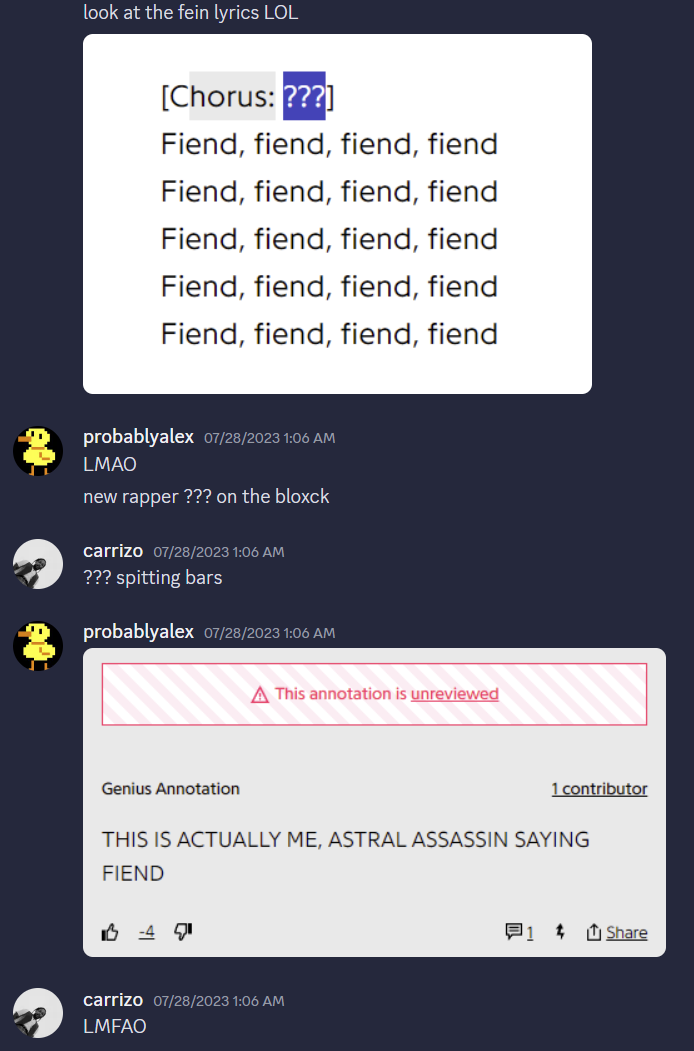 look at the fein lyrics LOL
[Chorus: ???]
Fiend, fiend, fiend, fiend
Fiend, fiend, fiend, fiend
Fiend, fiend, fiend, fiend
Fiend, fiend, fiend, fiend
Fiend, fiend, fiend, fiend
probablyalex 07/28/2023 1:06 AM
LMAO
new rapper ??? on the bloxck
carrizo 07/28/2023 1:06 AM
??? spitting bars
probablyalex 07/28/2023 1:06 AM
This annotation is unreviewed
Genius Annotation 1 contributor
THIS IS ACTUALLY ME, ASTRAL ASSASSIN SAYING
FIEND
-4 1 Share
carrizo 07/28/2023 1:06 AM
LMFAO